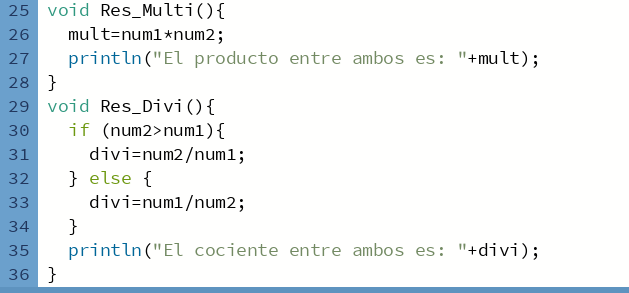 25 void Res_Multi(){
26   mult=num1*num2;
27   println("El producto entre ambos es: "+mult);
28 }
29 void Res_Divi(){
30   if (num2>num1){
31     divi=num2/num1;
32   } else {
33     divi=num1/num2;
34   }
35   println("El cociente entre ambos es: "+divi);
36 }